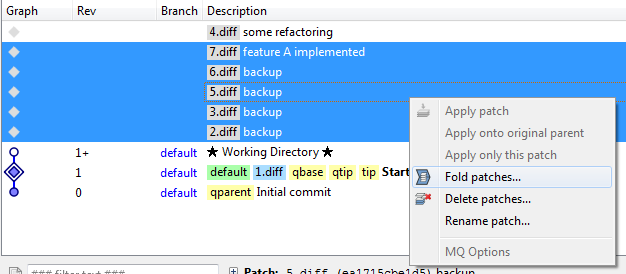 Graph Rev Branch Description
4.diff some refactoring
7.diff feature A implemented
6.diff backup
5.diff backup
3.diff backup
2.diff backup
1+ default ★ Working Directory ★
1 default default 1.diff qbase qtip tip Start
0 default qparent Initial commit
Apply patch
Apply onto original parent
Apply only this patch
Fold patches...
Delete patches...
Rename patch...
MQ Options
### filter text ###
Patch: 5.diff (ea1715gbe1d5) backup